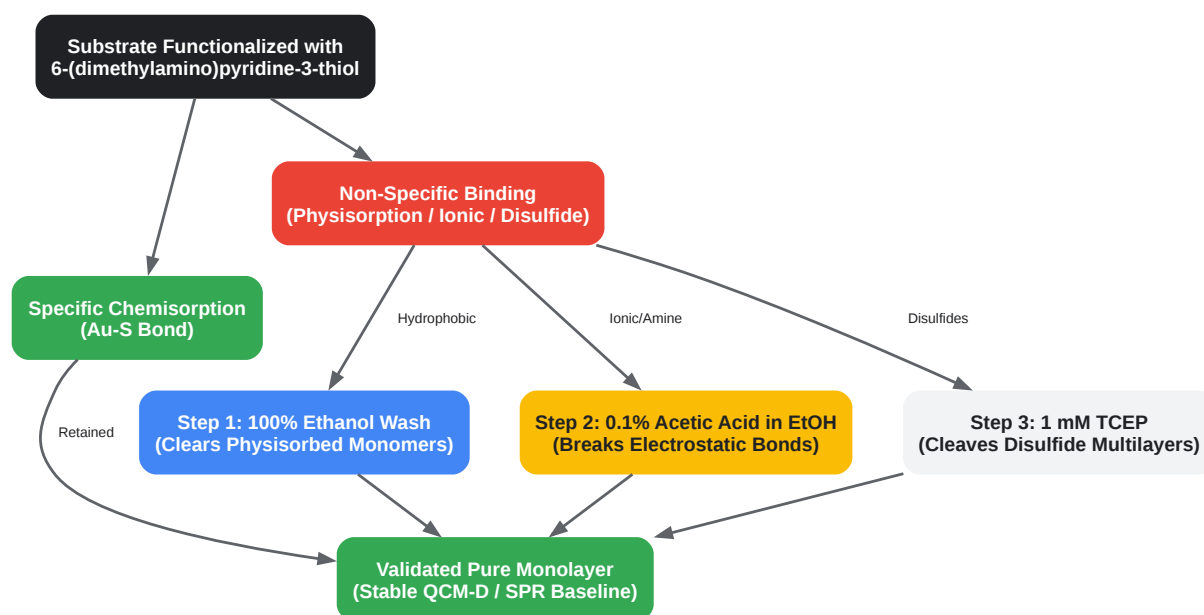 Substrate Functionalized with
6-(dimethylamino)pyridine-3-thiol
Non-Specific Binding
(Physisorption / Ionic / Disulfide)
Specific Chemisorption
(Au-S Bond)
Hydrophobic
Ionic/Amine
Disulfides
Retained
Step 1: 100% Ethanol Wash
(Clears Physisorbed Monomers)
Step 2: 0.1% Acetic Acid in EtOH
(Breaks Electrostatic Bonds)
Step 3: 1 mM TCEP
(Cleaves Disulfide Multilayers)
Validated Pure Monolayer
(Stable QCM-D / SPR Baseline)